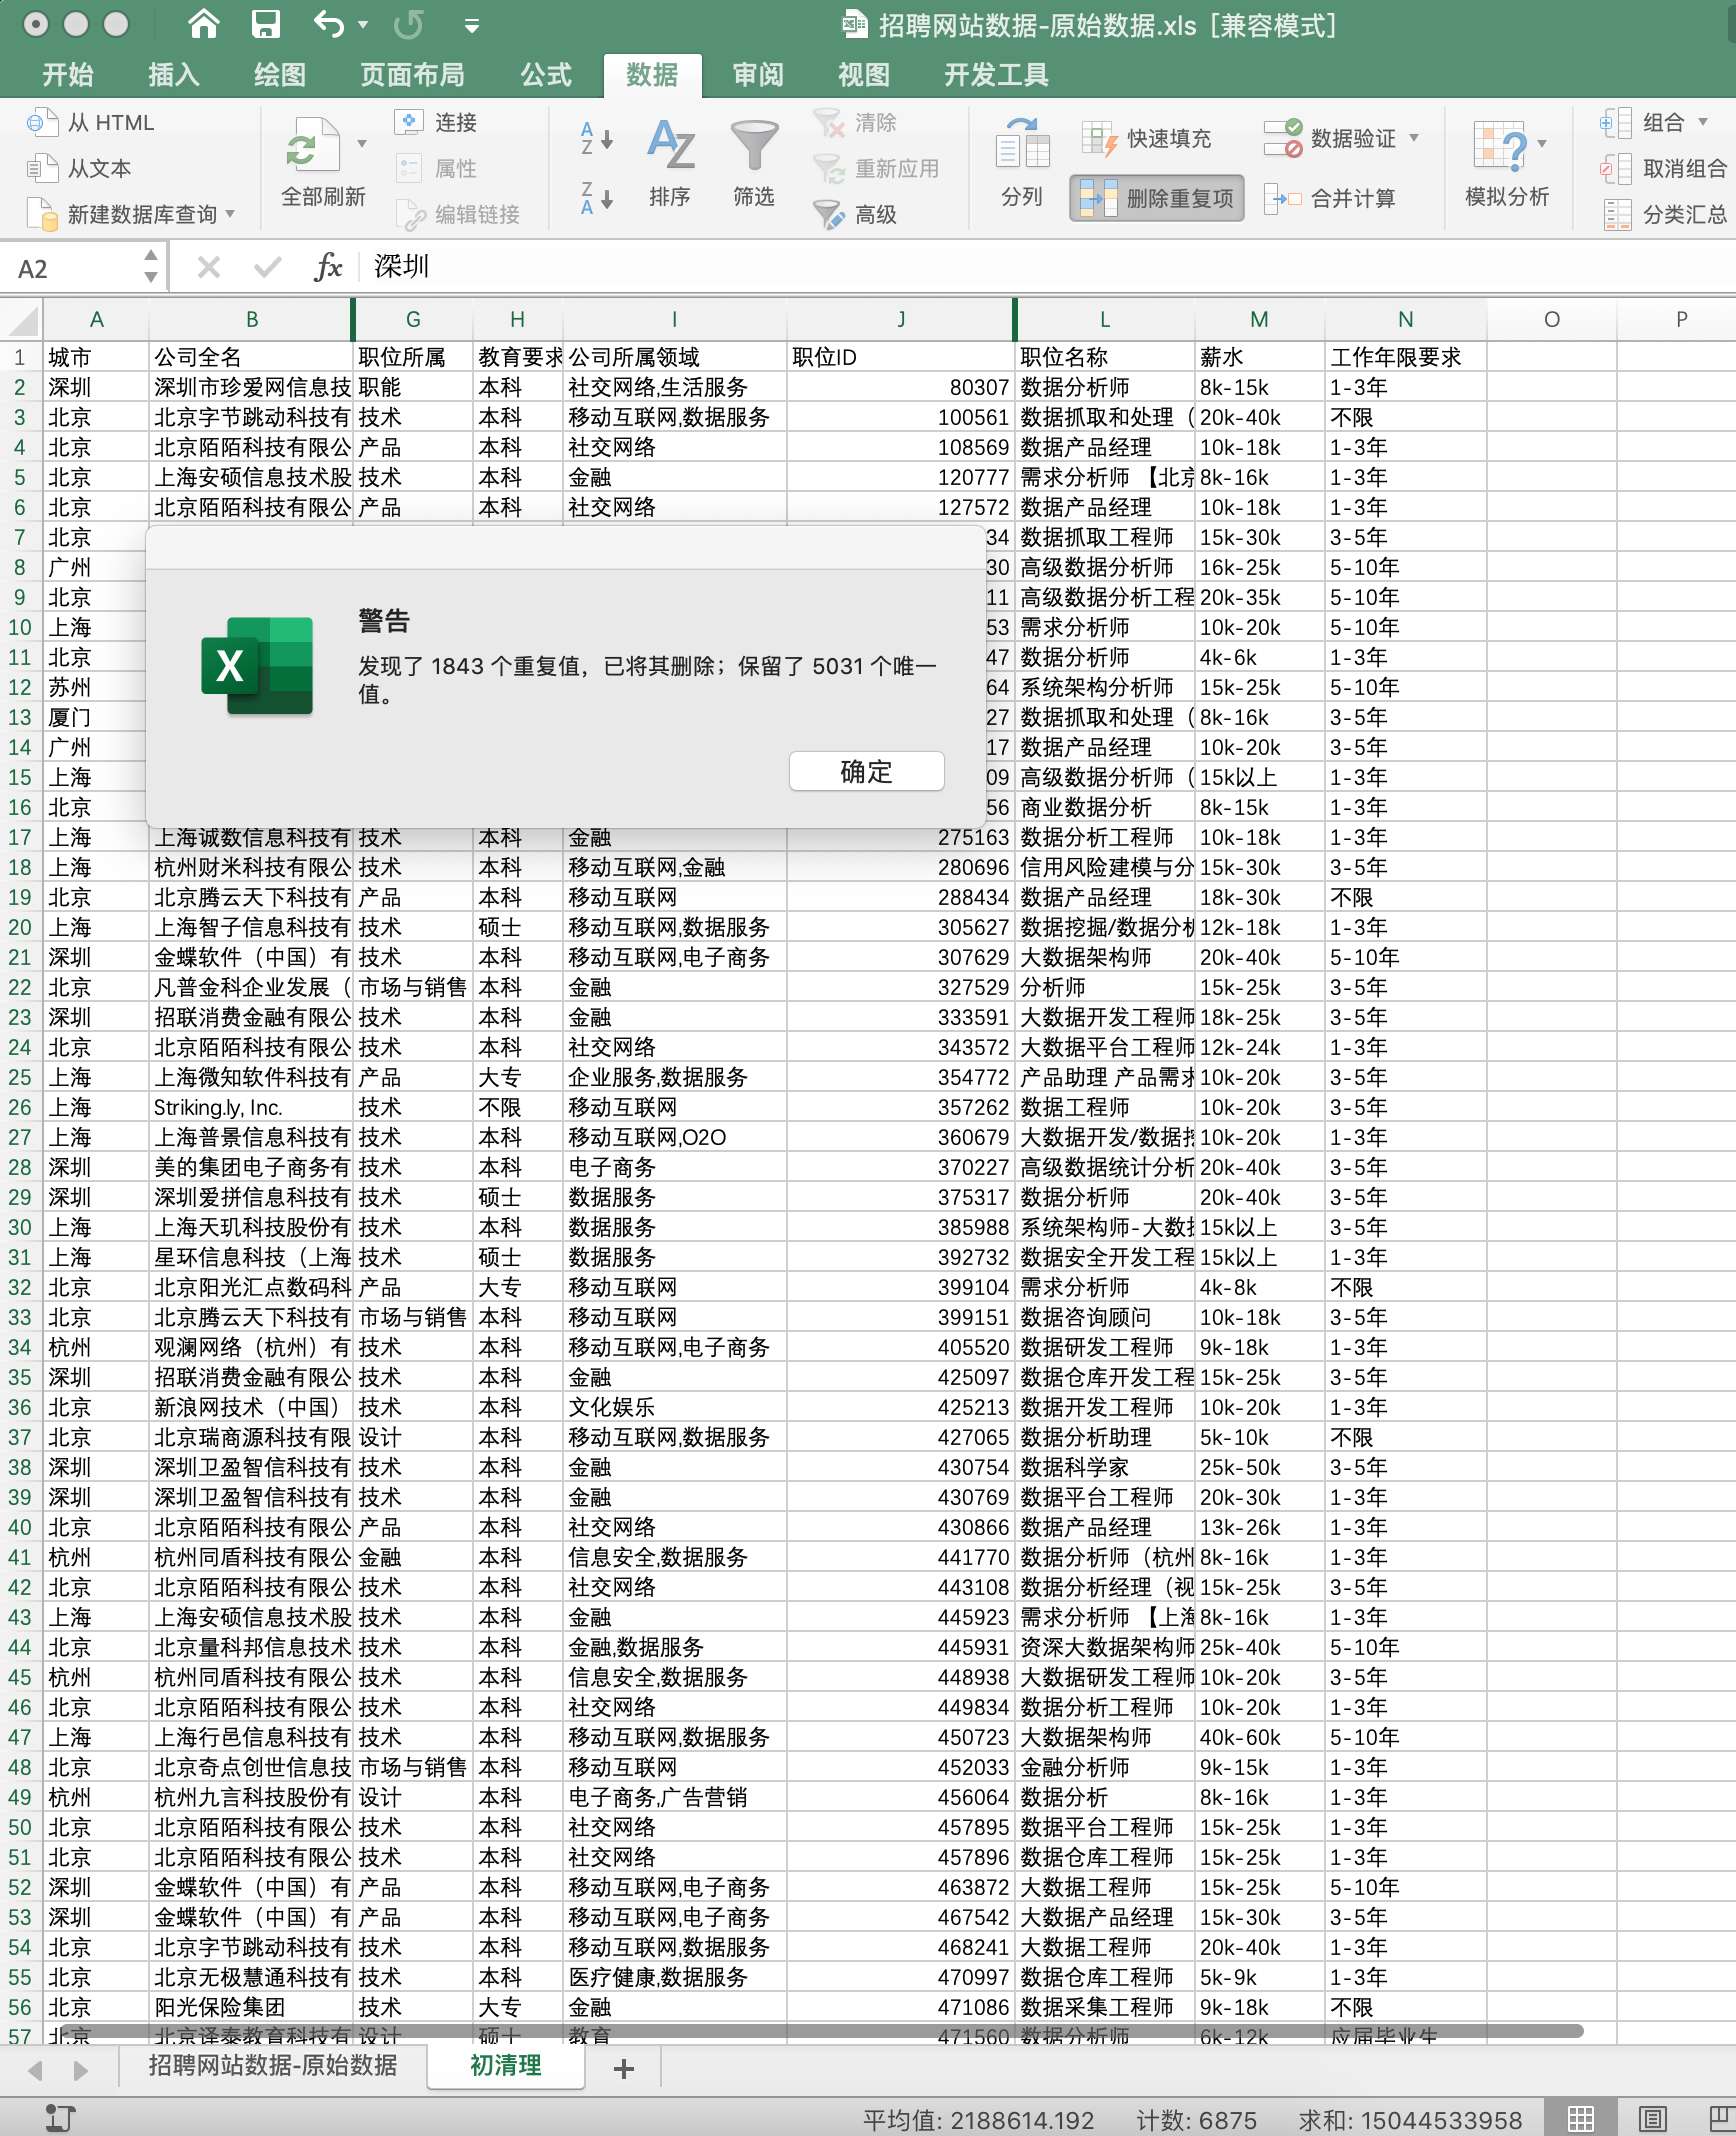 招聘网站数据-原始数据.xls [兼容模式]
开始 插入 绘图 页面布局 公式 数据 审阅 视图 开发工具
从 HTML 连接 清除 快速填充 数据验证 组合
从文本 属性 重新应用 取消组合
全部刷新 排序 筛选 分列 删除重复项 合并计算 模拟分析
新建数据库查询 编辑链接 高级 分类汇总
A2 fx 深圳
A B G H I J L M N O P
1 城市 公司全名 职位所属 教育要求 公司所属领域 职位ID 职位名称 薪水 工作年限要求
2 深圳 深圳市珍爱网信息技 职能 本科 社交网络,生活服务 80307 数据分析师 8k-15k 1-3年
3 北京 北京字节跳动科技有 技术 本科 移动互联网,数据服务 100561 数据抓取和处理（ 20k-40k 不限
4 北京 北京陌陌科技有限公 产品 本科 社交网络 108569 数据产品经理 10k-18k 1-3年
5 北京 上海安硕信息技术股 技术 本科 金融 120777 需求分析师 【北京 8k-16k 1-3年
6 北京 北京陌陌科技有限公 产品 本科 社交网络 127572 数据产品经理 10k-18k 1-3年
7 北京 34 数据抓取工程师 15k-30k 3-5年
8 广州 30 高级数据分析师 16k-25k 5-10年
9 北京 11 高级数据分析工程 20k-35k 5-10年
10 上海 53 需求分析师 10k-20k 5-10年
11 北京 47 数据分析师 4k-6k 1-3年
12 苏州 64 系统架构分析师 15k-25k 5-10年
13 厦门 27 数据抓取和处理（ 8k-16k 3-5年
14 广州 17 数据产品经理 10k-20k 3-5年
15 上海 09 高级数据分析师（ 15k以上 1-3年
16 北京 56 商业数据分析 8k-15k 1-3年
警告
发现了 1843 个重复值，已将其删除；保留了 5031 个唯一
值。
确定
17 上海 上海诚数信息科技有 技术 本科 金融 275163 数据分析工程师 10k-18k 1-3年
18 上海 杭州财米科技有限公 技术 本科 移动互联网,金融 280696 信用风险建模与分 15k-30k 3-5年
19 北京 北京腾云天下科技有 产品 本科 移动互联网 288434 数据产品经理 18k-30k 不限
20 上海 上海智子信息科技有 技术 硕士 移动互联网,数据服务 305627 数据挖掘/数据分析 12k-18k 1-3年
21 深圳 金蝶软件（中国）有 技术 本科 移动互联网,电子商务 307629 大数据架构师 20k-40k 5-10年
22 北京 凡普金科企业发展（ 市场与销售 本科 金融 327529 分析师 15k-25k 3-5年
23 深圳 招联消费金融有限公 技术 本科 金融 333591 大数据开发工程师 18k-25k 3-5年
24 北京 北京陌陌科技有限公 技术 本科 社交网络 343572 大数据平台工程师 12k-24k 1-3年
25 上海 上海微知软件科技有 产品 大专 企业服务,数据服务 354772 产品助理 产品需求 10k-20k 3-5年
26 上海 Striking.ly, Inc. 技术 不限 移动互联网 357262 数据工程师 10k-20k 3-5年
27 上海 上海普景信息科技有 技术 本科 移动互联网,O2O 360679 大数据开发/数据挖 10k-20k 1-3年
28 深圳 美的集团电子商务有 技术 本科 电子商务 370227 高级数据统计分析 20k-40k 3-5年
29 深圳 深圳爱拼信息科技有 技术 硕士 数据服务 375317 数据分析师 20k-40k 3-5年
30 上海 上海天玑科技股份有 技术 本科 数据服务 385988 系统架构师-大数据 15k以上 3-5年
31 上海 星环信息科技（上海 技术 硕士 数据服务 392732 数据安全开发工程 15k以上 1-3年
32 北京 北京阳光汇点数码科 产品 大专 移动互联网 399104 需求分析师 4k-8k 不限
33 北京 北京腾云天下科技有 市场与销售 本科 移动互联网 399151 数据咨询顾问 10k-18k 3-5年
34 杭州 观澜网络（杭州）有 技术 本科 移动互联网,电子商务 405520 数据研发工程师 9k-18k 1-3年
35 深圳 招联消费金融有限公 技术 本科 金融 425097 数据仓库开发工程 15k-25k 3-5年
36 北京 新浪网技术（中国） 技术 本科 文化娱乐 425213 数据开发工程师 10k-20k 1-3年
37 北京 北京瑞商源科技有限 设计 本科 移动互联网,数据服务 427065 数据分析助理 5k-10k 不限
38 深圳 深圳卫盈智信科技有 技术 本科 金融 430754 数据科学家 25k-50k 3-5年
39 深圳 深圳卫盈智信科技有 技术 本科 金融 430769 数据平台工程师 20k-30k 1-3年
40 北京 北京陌陌科技有限公 产品 本科 社交网络 430866 数据产品经理 13k-26k 1-3年
41 杭州 杭州同盾科技有限公 金融 本科 信息安全,数据服务 441770 数据分析师（杭州 8k-16k 1-3年
42 北京 北京陌陌科技有限公 技术 本科 社交网络 443108 数据分析经理（视 15k-25k 3-5年
43 上海 上海安硕信息技术股 技术 本科 金融 445923 需求分析师 【上海 8k-16k 1-3年
44 北京 北京量科邦信息技术 技术 本科 金融,数据服务 445931 资深大数据架构师 25k-40k 5-10年
45 杭州 杭州同盾科技有限公 技术 本科 信息安全,数据服务 448938 大数据研发工程师 10k-20k 3-5年
46 北京 北京陌陌科技有限公 技术 本科 社交网络 449834 数据分析工程师 10k-20k 1-3年
47 上海 上海行邑信息科技有 技术 本科 移动互联网,数据服务 450723 大数据架构师 40k-60k 5-10年
48 北京 北京奇点创世信息技 市场与销售 本科 移动互联网 452033 金融分析师 9k-15k 1-3年
49 杭州 杭州九言科技股份有 设计 本科 电子商务,广告营销 456064 数据分析 8k-16k 1-3年
50 北京 北京陌陌科技有限公 技术 本科 社交网络 457895 数据平台工程师 15k-25k 1-3年
51 北京 北京陌陌科技有限公 技术 本科 社交网络 457896 数据仓库工程师 15k-25k 1-3年
52 深圳 金蝶软件（中国）有 产品 本科 移动互联网,电子商务 463872 大数据工程师 15k-25k 5-10年
53 深圳 金蝶软件（中国）有 产品 本科 移动互联网,电子商务 467542 大数据产品经理 15k-30k 3-5年
54 北京 北京字节跳动科技有 技术 本科 移动互联网,数据服务 468241 大数据工程师 20k-40k 1-3年
55 北京 北京无极慧通科技有 技术 本科 医疗健康,数据服务 470997 数据仓库工程师 5k-9k 1-3年
56 北京 阳光保险集团 技术 大专 金融 471086 数据采集工程师 9k-18k 不限
57 北京 北京泽泰教育科技有 设计 硕士 教育 471560 数据分析师 6k-12k 应届毕业生
招聘网站数据-原始数据 初清理 +
平均值: 2188614.192 计数: 6875 求和: 15044533958